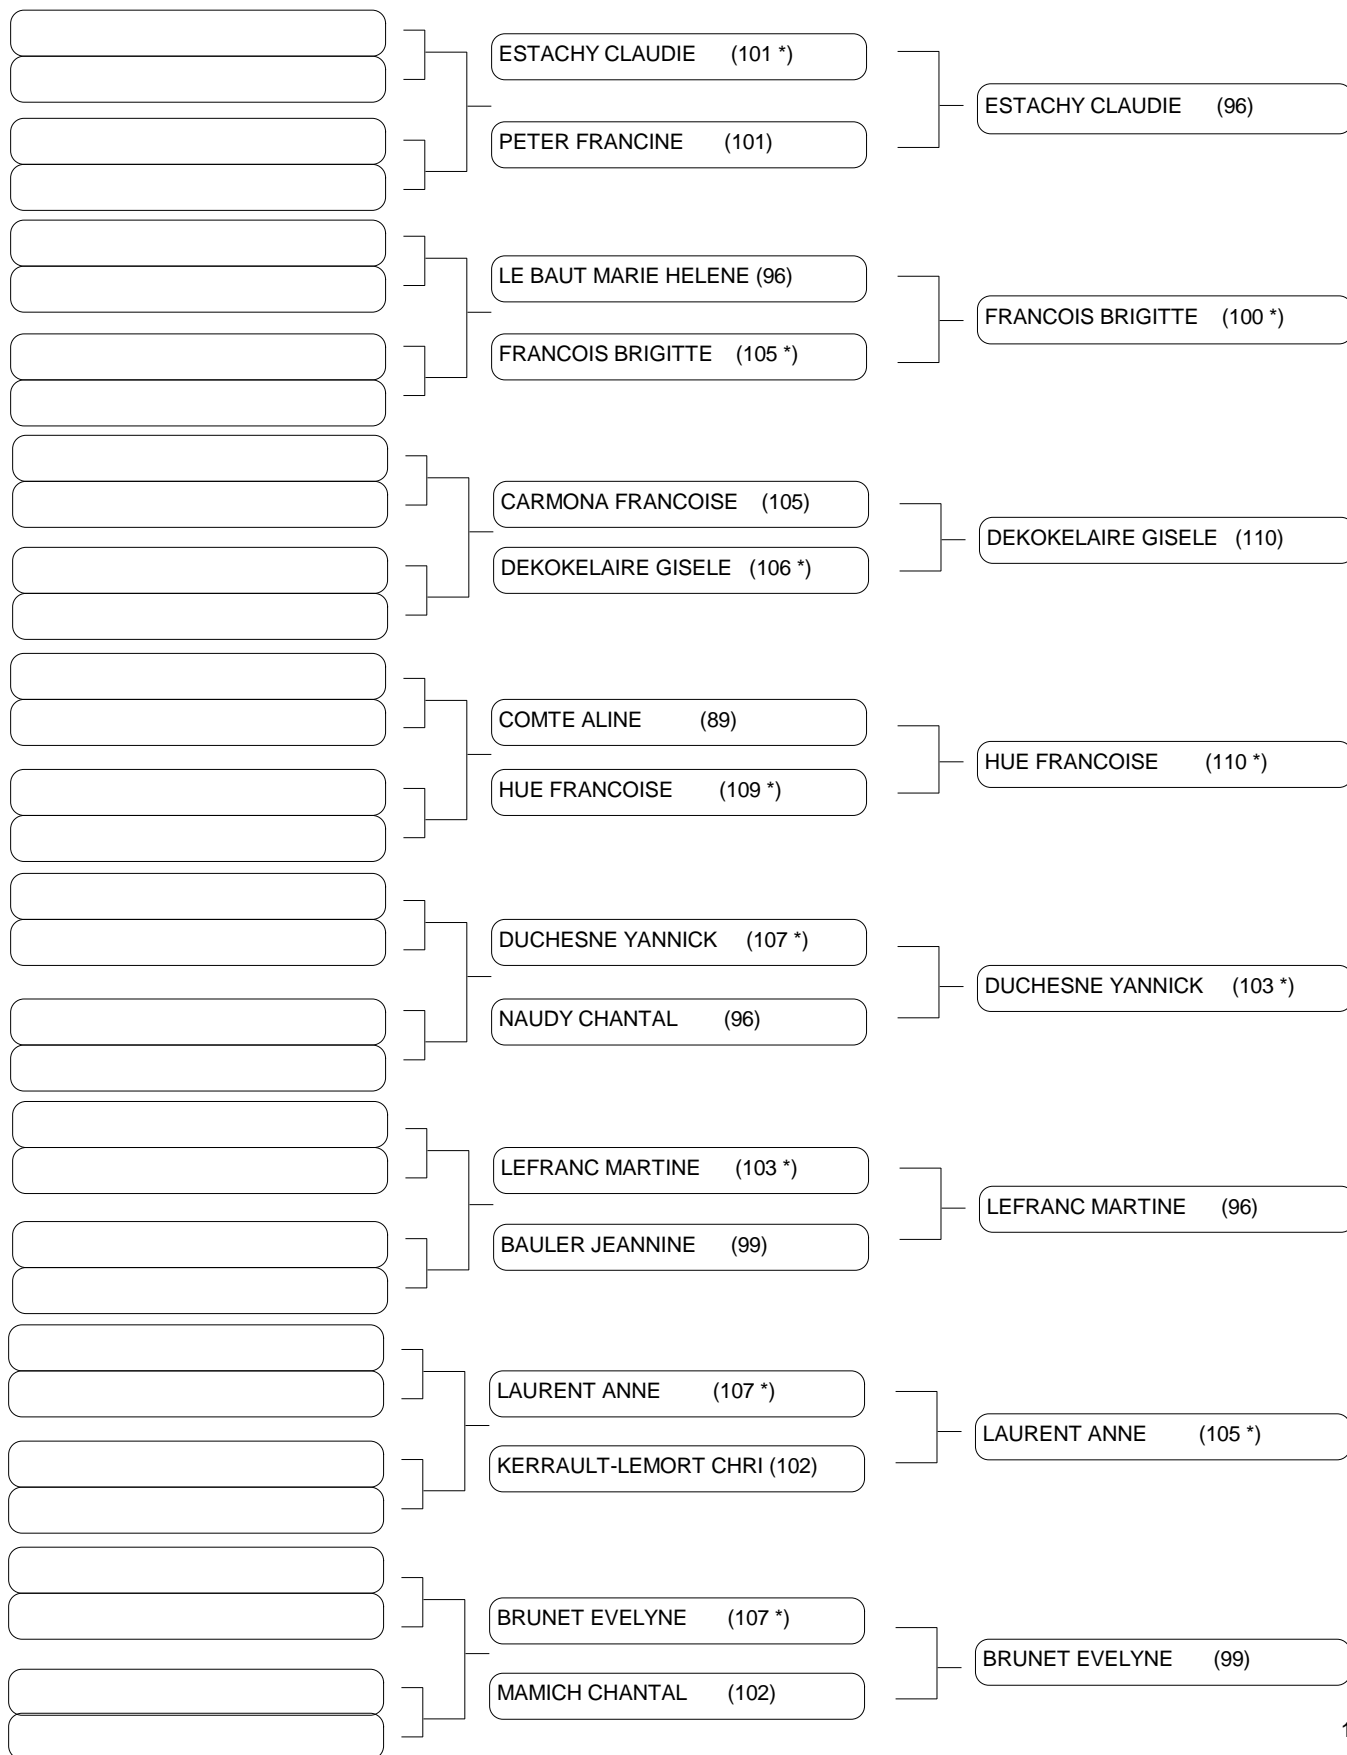 ESTACHY CLAUDIE (101 *)
ESTACHY CLAUDIE (96)
PETER FRANCINE (101)
LE BAUT MARIE HELENE (96)
FRANCOIS BRIGITTE (100 *)
FRANCOIS BRIGITTE (105 *)
CARMONA FRANCOISE (105)
DEKOKELAIRE GISELE (110)
DEKOKELAIRE GISELE (106 *)
COMTE ALINE (89)
HUE FRANCOISE (110 *)
HUE FRANCOISE (109 *)
DUCHESNE YANNICK (107 *)
DUCHESNE YANNICK (103 *)
NAUDY CHANTAL (96)
LEFRANC MARTINE (103 *)
LEFRANC MARTINE (96)
BAULER JEANNINE (99)
LAURENT ANNE (107 *)
LAURENT ANNE (105 *)
KERRAULT-LEMORT CHRI (102)
BRUNET EVELYNE (107 *)
BRUNET EVELYNE (99)
MAMICH CHANTAL (102)